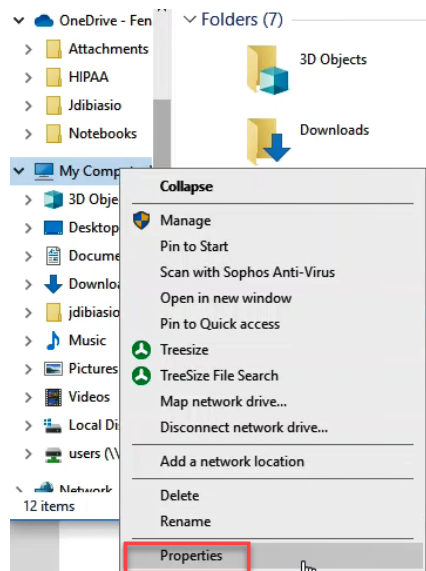 OneDrive - Fen
Attachments
HIPAA
Jdibiasio
Notebooks
My Comput
3D Obje
Desktop
Docume
Downloa
jdibiasio
Music
Pictures
Videos
Local Di
users (\\
Network
12 items
Folders (7)
3D Objects
Downloads
Collapse
Manage
Pin to Start
Scan with Sophos Anti-Virus
Open in new window
Pin to Quick access
Treesize
TreeSize File Search
Map network drive...
Disconnect network drive...
Add a network location
Delete
Rename
Properties